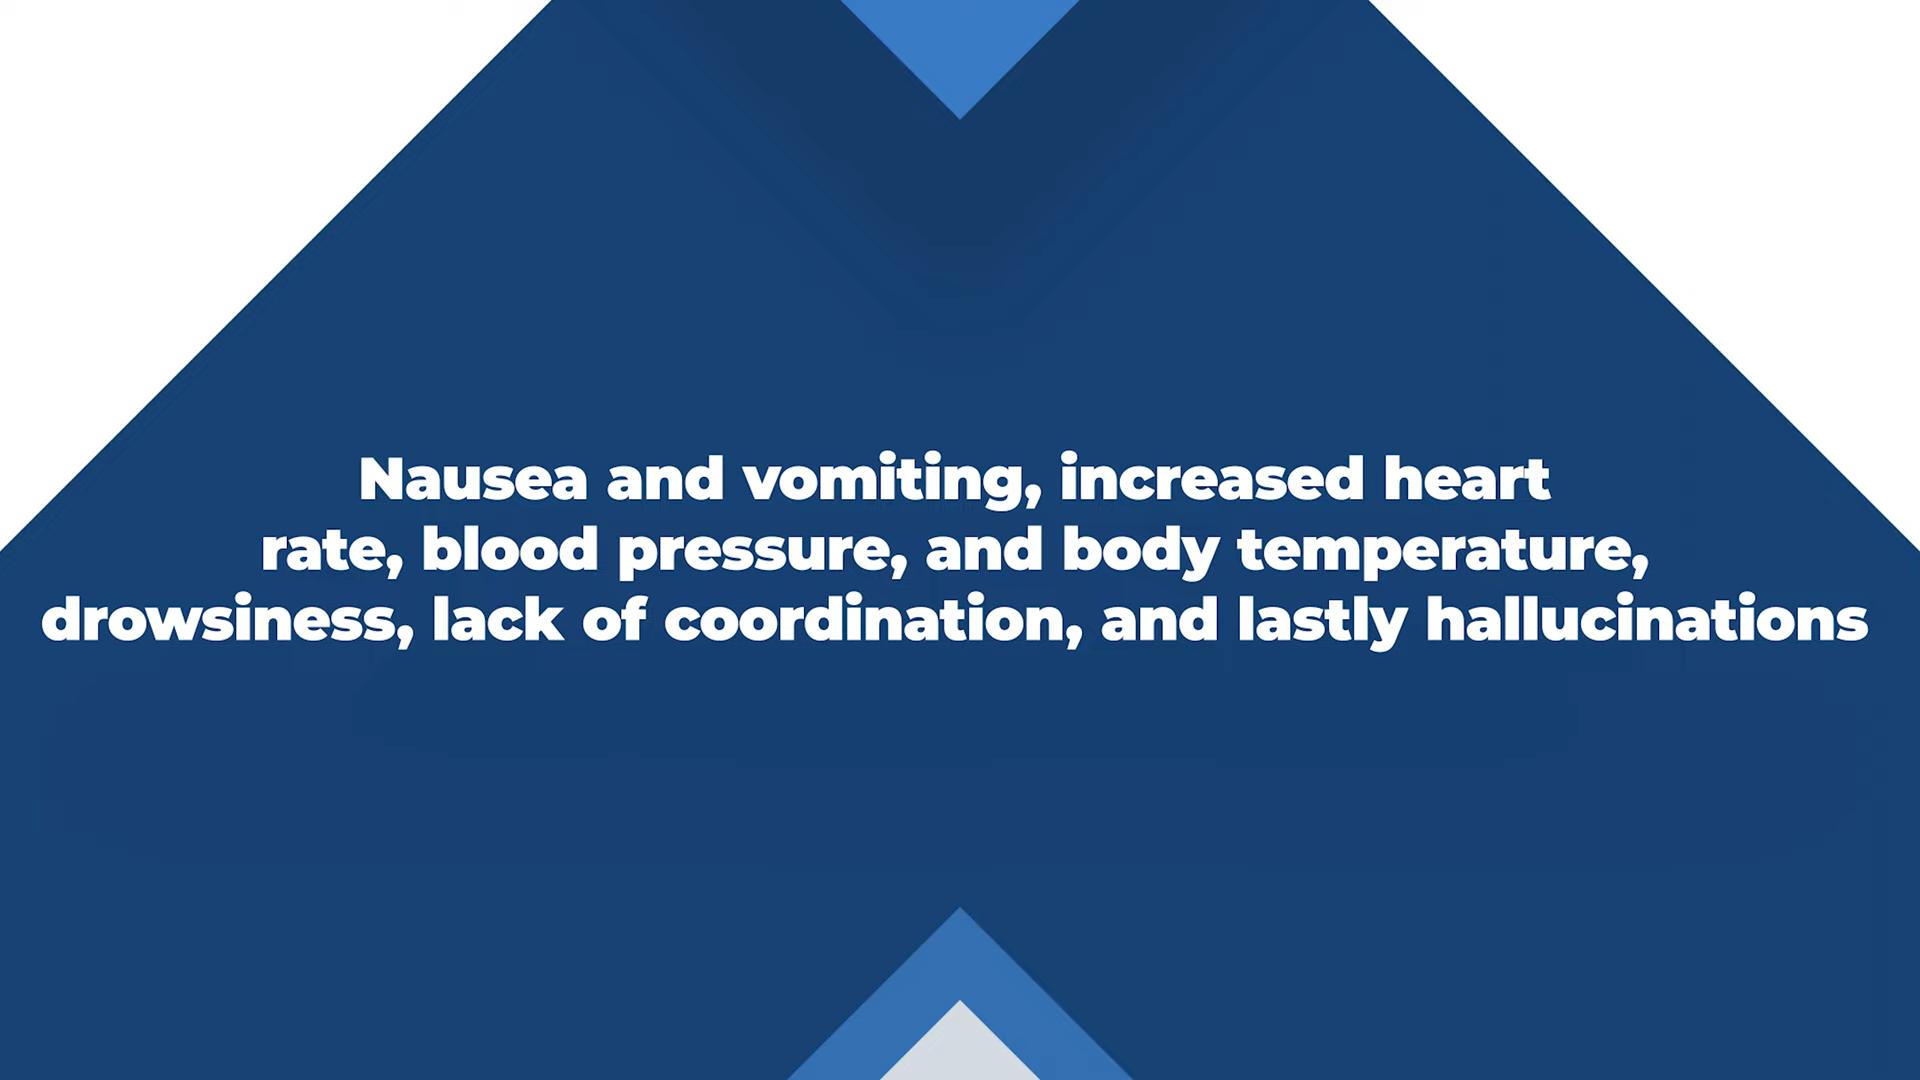 Nausea and vomiting, increased heart
rate, blood pressure, and body temperature,
drowsiness, lack of coordination, and lastly hallucinations